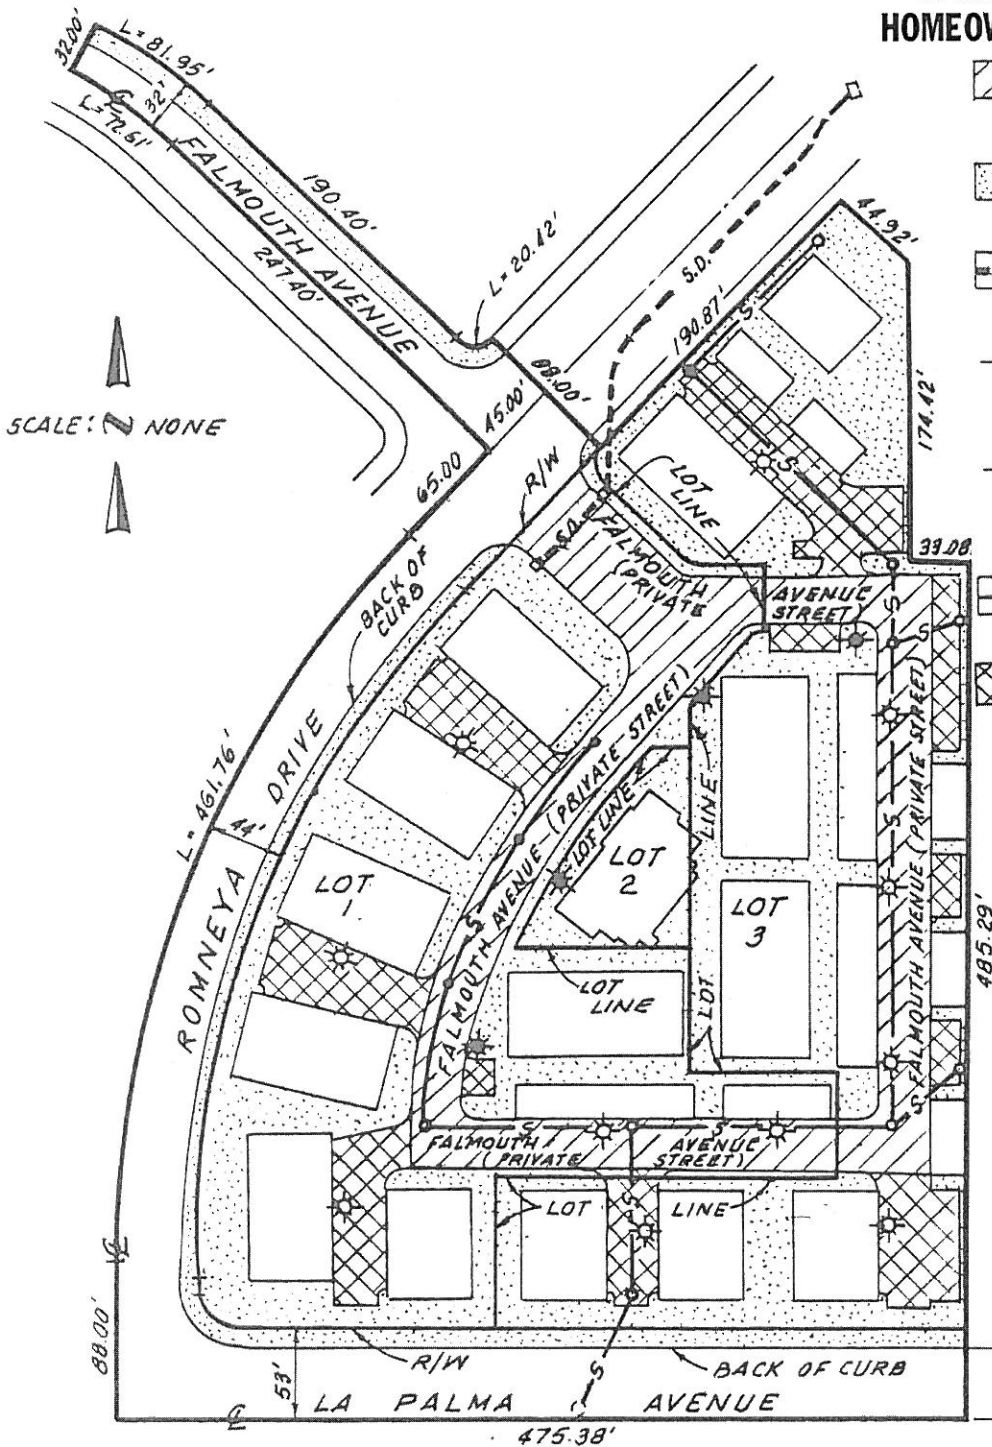 HOMEOW
32.00'
L=81.95'
32'
℄
L=72.61'
FALMOUTH AVENUE
190.40'
247.40'
L=20.42'
S.D.
44.92'
190.87'
S
88.00'
45.00'
65.00
174.42'
SCALE: N NONE
R/W
LOT
LINE
S
S.D.
FALMOUTH
(PRIVATE
AVENUE
STREET)
39.08
BACK OF
CURB
S
S
L=461.76'
DRIVE
44'
ROMNEYA
LOT
1
FALMOUTH AVENUE (PRIVATE STREET)
S
LOT LINE
LINE
LOT
2
LOT
3
S
FALMOUTH AVENUE (PRIVATE STREET)
485.29'
LOT
LINE
LOT
S
S
S
FALMOUTH
(PRIVATE
AVENUE
STREET)
LOT
S
LINE
℄
88.00'
R/W
53'
S
BACK OF CURB
℄
LA PALMA AVENUE
475.38'